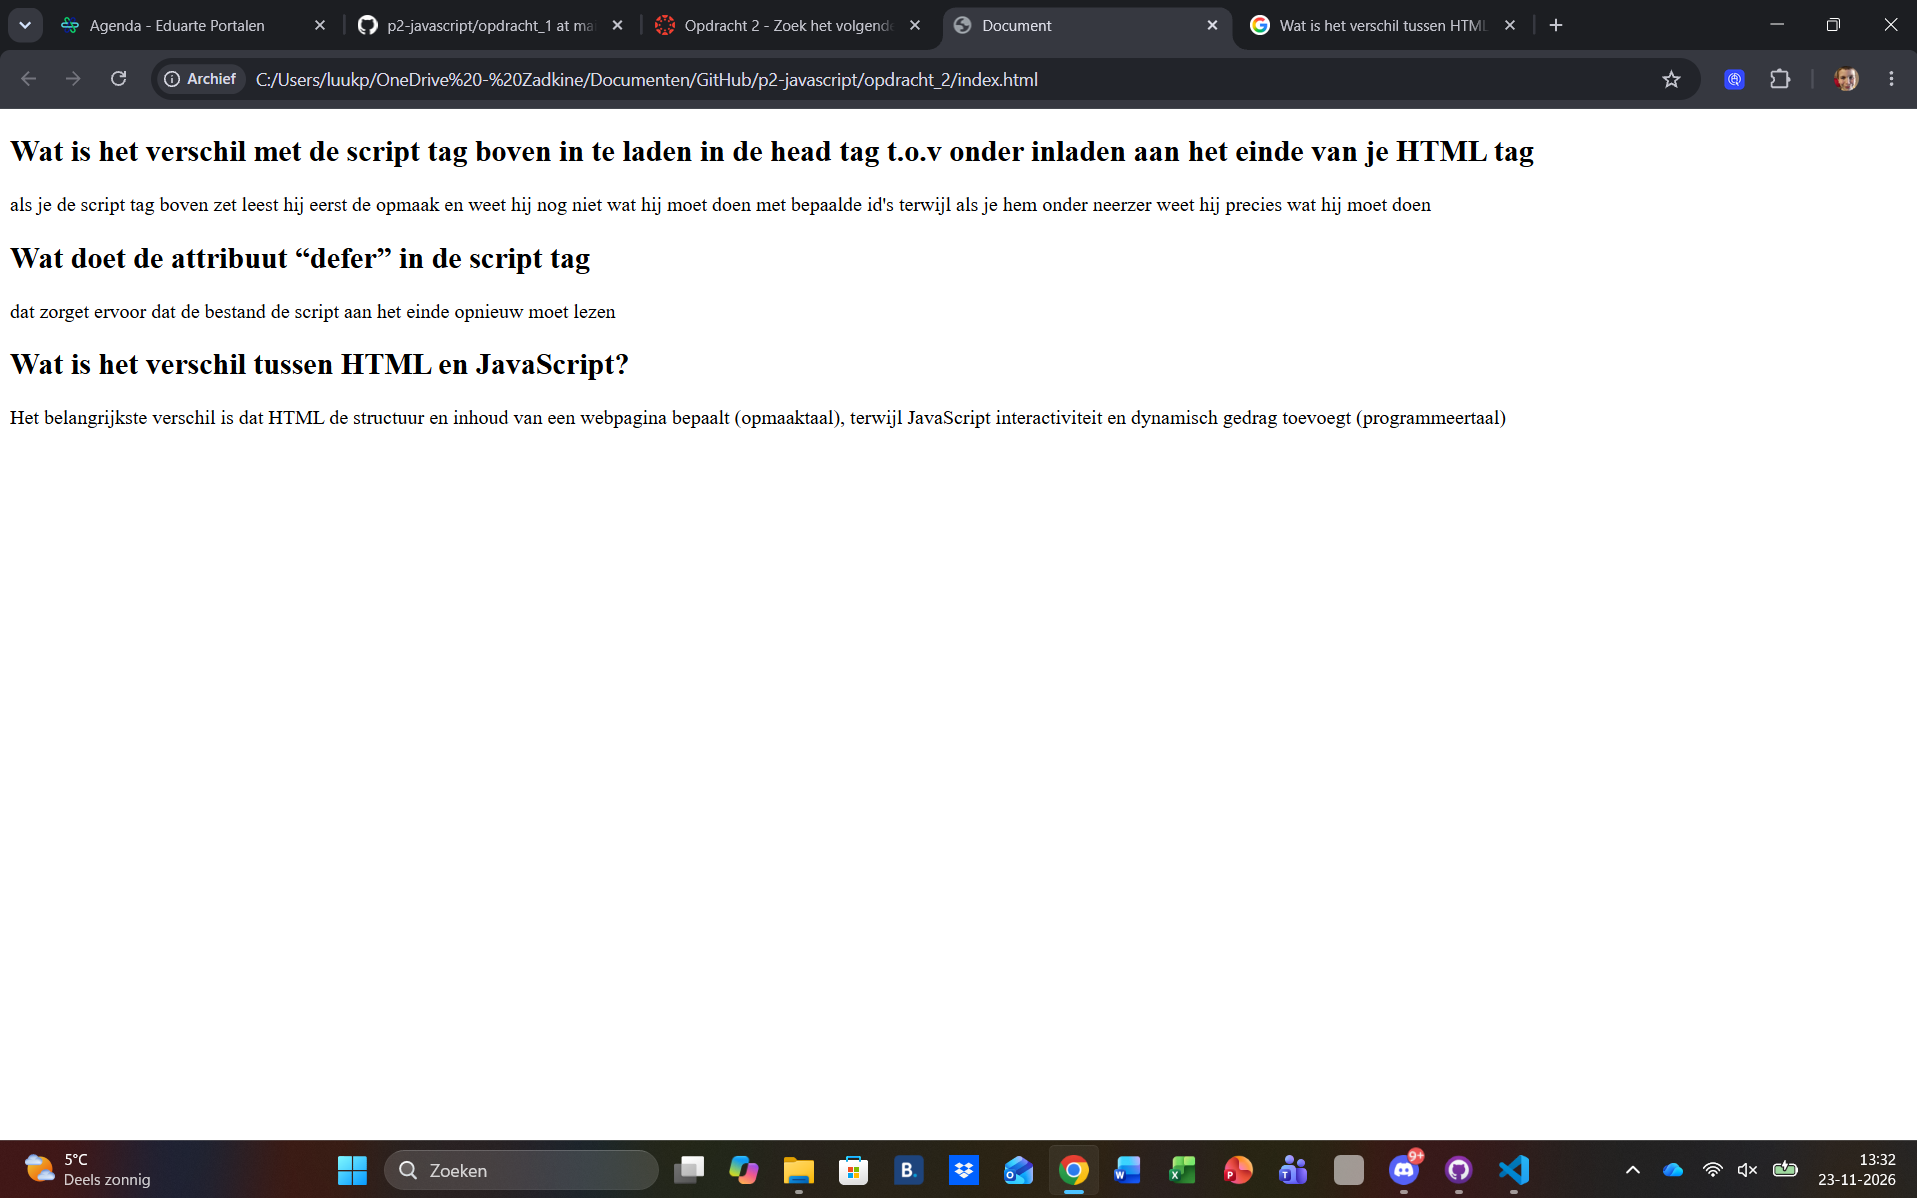 Agenda - Eduarte Portalen
p2-javascript/opdracht_1 at mai
Opdracht 2 - Zoek het volgende
Document
Wat is het verschil tussen HTML
Archief
C:/Users/luukp/OneDrive%20-%20Zadkine/Documenten/GitHub/p2-javascript/opdracht_2/index.html
Wat is het verschil met de script tag boven in te laden in de head tag t.o.v onder inladen aan het einde van je HTML tag
als je de script tag boven zet leest hij eerst de opmaak en weet hij nog niet wat hij moet doen met bepaalde id's terwijl als je hem onder neerzer weet hij precies wat hij moet doen
Wat doet de attribuut “defer” in de script tag
dat zorget ervoor dat de bestand de script aan het einde opnieuw moet lezen
Wat is het verschil tussen HTML en JavaScript?
Het belangrijkste verschil is dat HTML de structuur en inhoud van een webpagina bepaalt (opmaaktaal), terwijl JavaScript interactiviteit en dynamisch gedrag toevoegt (programmeertaal)
5°C
Deels zonnig
Zoeken
B.
9+
13:32
23-11-2026